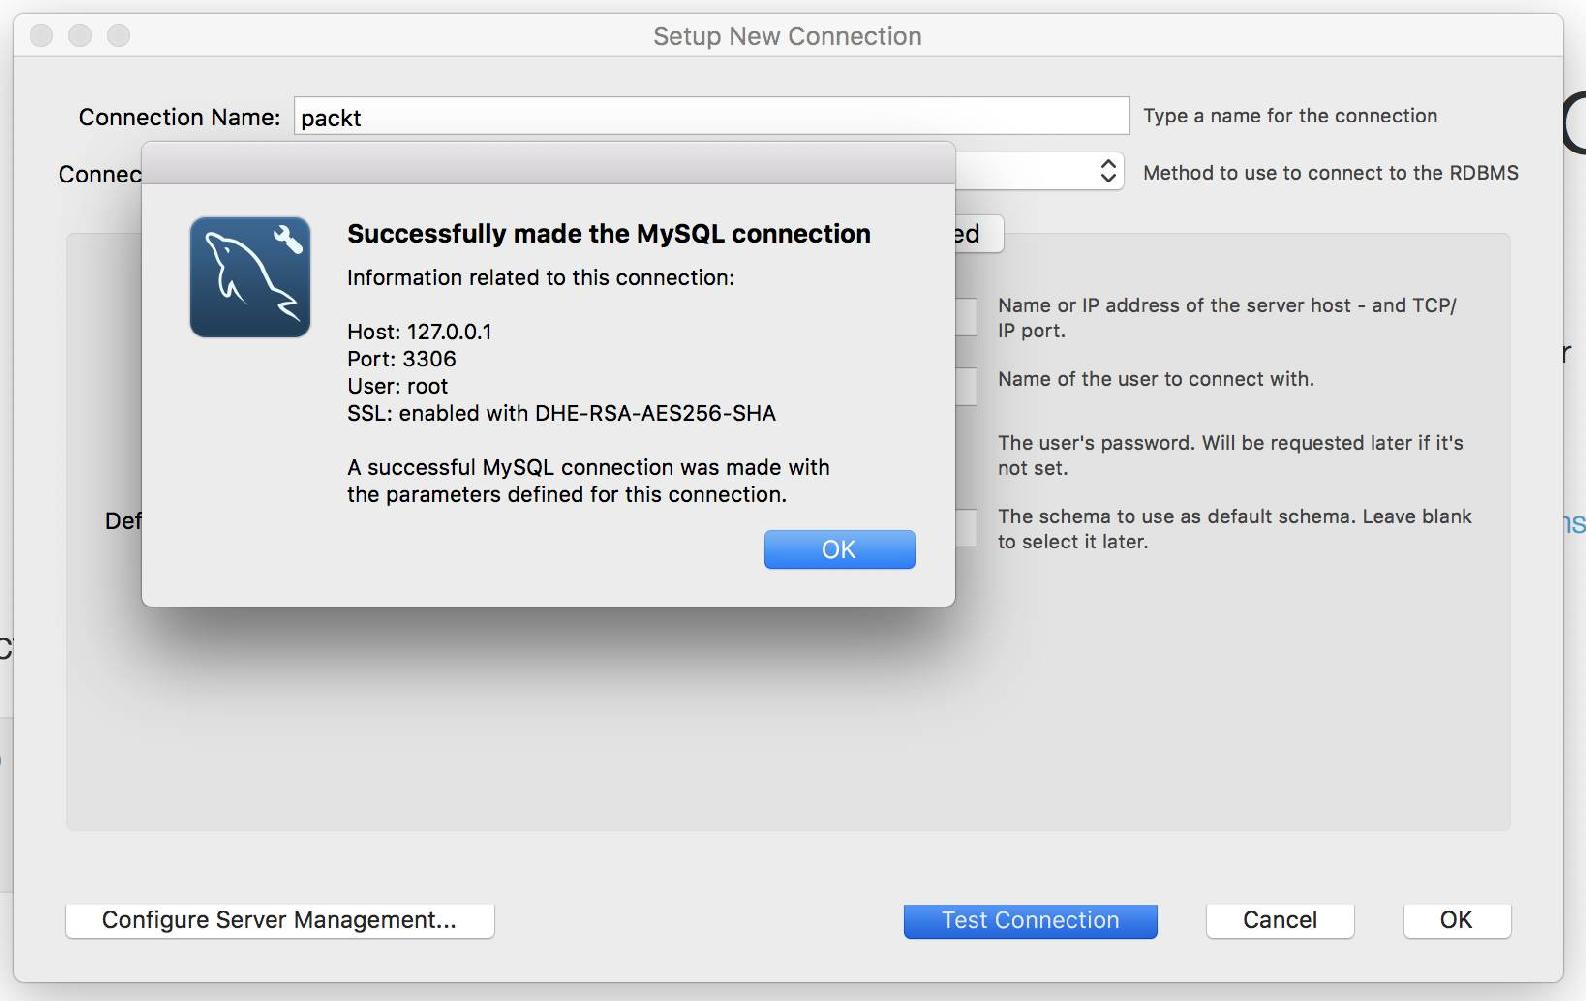 Setup New Connection
Connection Name: packt Type a name for the connection
Connec Method to use to connect to the RDBMS
ed
Successfully made the MySQL connection
Information related to this connection:
Host: 127.0.0.1
Port: 3306
User: root
SSL: enabled with DHE-RSA-AES256-SHA
A successful MySQL connection was made with
the parameters defined for this connection.
OK
Name or IP address of the server host - and TCP/
IP port.
Name of the user to connect with.
The user's password. Will be requested later if it's
not set.
Def
The schema to use as default schema. Leave blank
to select it later.
Configure Server Management... Test Connection Cancel OK